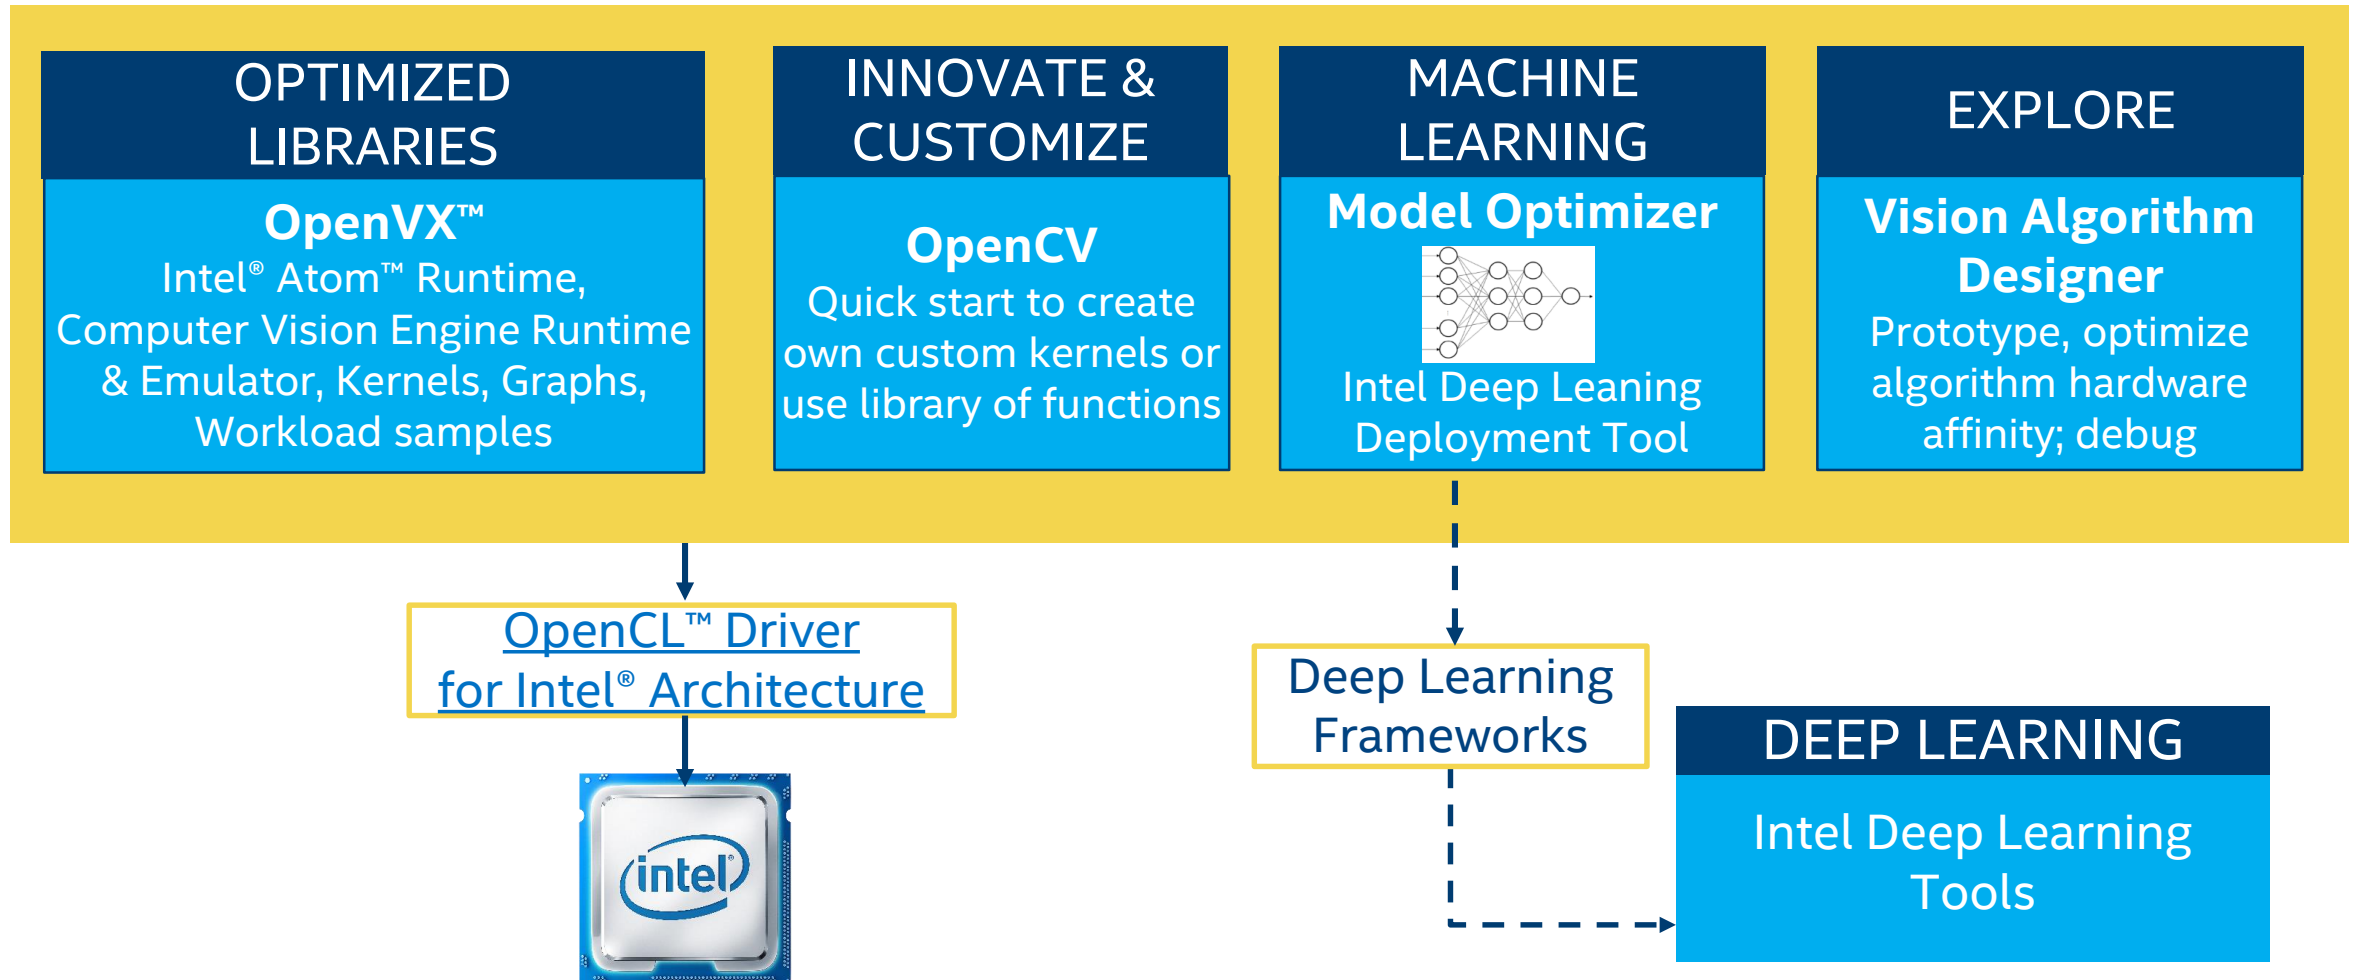 OPTIMIZED
LIBRARIES
OpenVX™
Intel® Atom™ Runtime,
Computer Vision Engine Runtime
& Emulator, Kernels, Graphs,
Workload samples
INNOVATE &
CUSTOMIZE
OpenCV
Quick start to create
own custom kernels or
use library of functions
MACHINE
LEARNING
Model Optimizer
Intel Deep Leaning
Deployment Tool
EXPLORE
Vision Algorithm
Designer
Prototype, optimize
algorithm hardware
affinity; debug
OpenCL™ Driver
for Intel® Architecture
Deep Learning
Frameworks
DEEP LEARNING
Intel Deep Learning
Tools
intel®